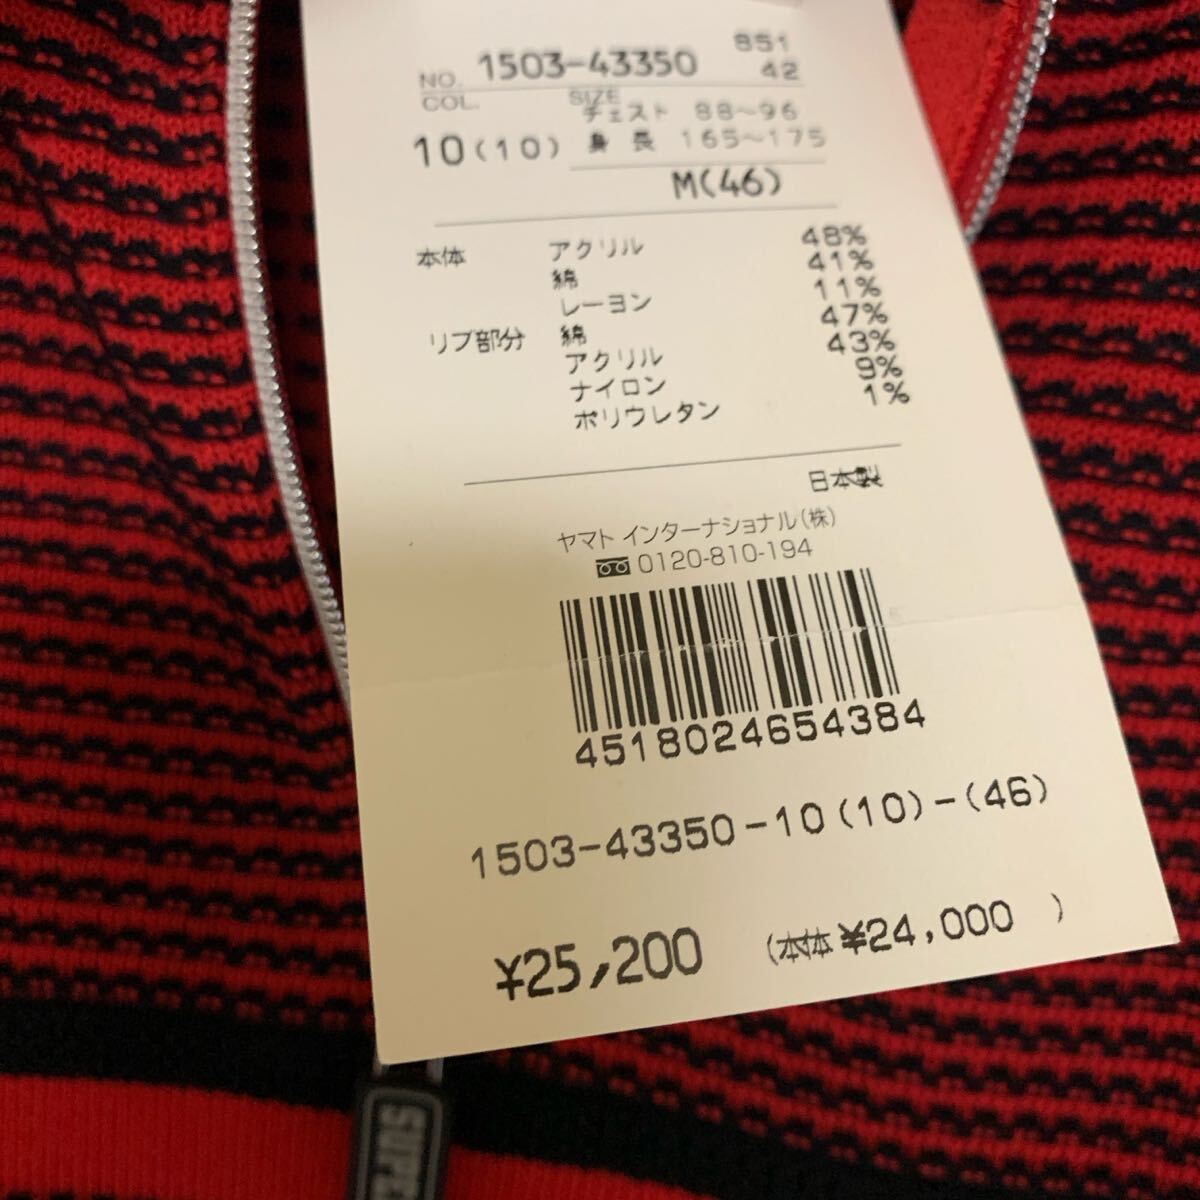 NO. 1503-43350 851
42
COL. SIZE
チェスト 88~96
10(10) 身長 165~175
M(46)
本体 アクリル 48%
綿 41%
レーヨン 11%
リブ部分 綿 47%
アクリル 43%
ナイロン 9%
ポリウレタン 1%
日本製
ヤマト インターナショナル(株)
0120-810-194
4518024654384
1503-43350-10(10)-(46)
¥25,200 (本体 ¥24,000 )